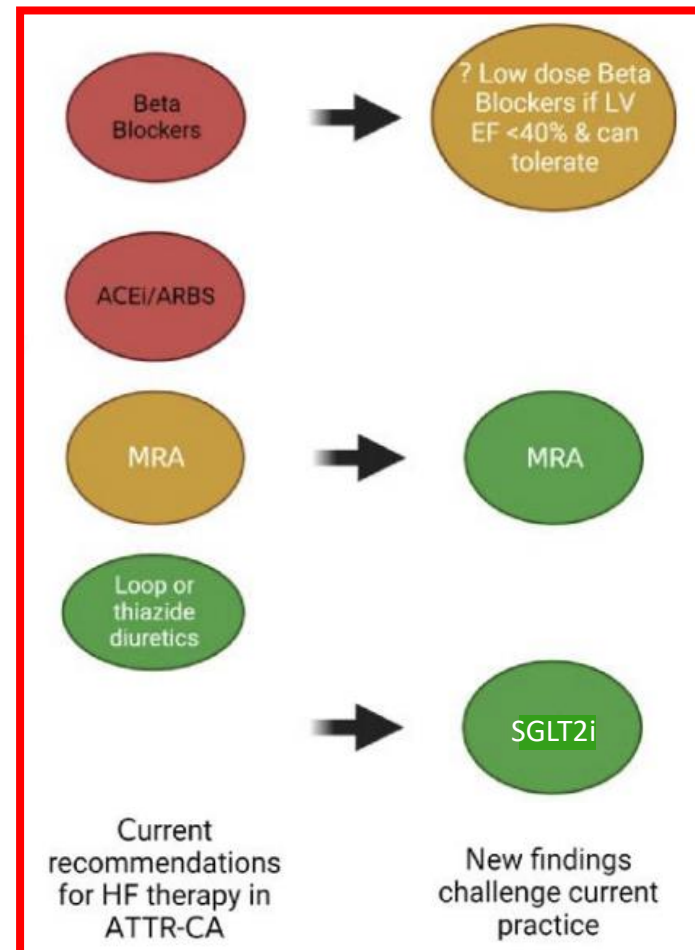 Beta
Blockers
? Low dose Beta
Blockers if LV
EF <40% & can
tolerate
ACEi/ARBS
MRA
MRA
Loop or
thiazide
diuretics
SGLT2i
Current
recommendations
for HF therapy in
ATTR-CA
New findings
challenge current
practice